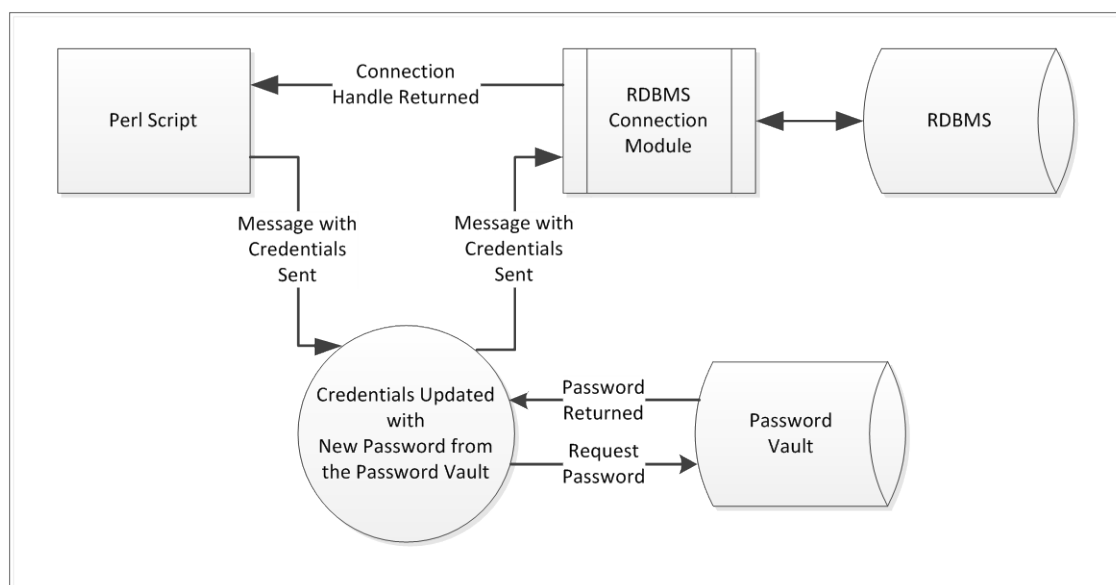 Perl Script
Connection
Handle Returned
RDBMS
Connection
Module
RDBMS
Message with
Credentials
Sent
Message with
Credentials
Sent
Credentials Updated
with
New Password from
the Password Vault
Password
Returned
Request
Password
Password
Vault